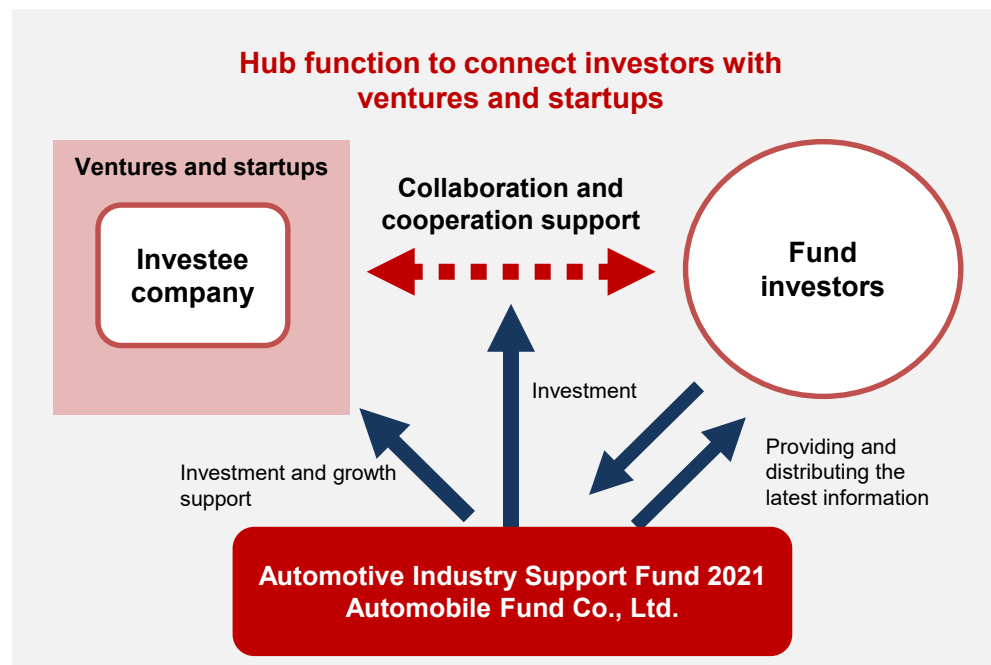 Hub function to connect investors with
ventures and startups
Ventures and startups
Investee
company
Collaboration and
cooperation support
Fund
investors
Investment
Investment and growth
support
Providing and
distributing the
latest information
Automotive Industry Support Fund 2021
Automobile Fund Co., Ltd.